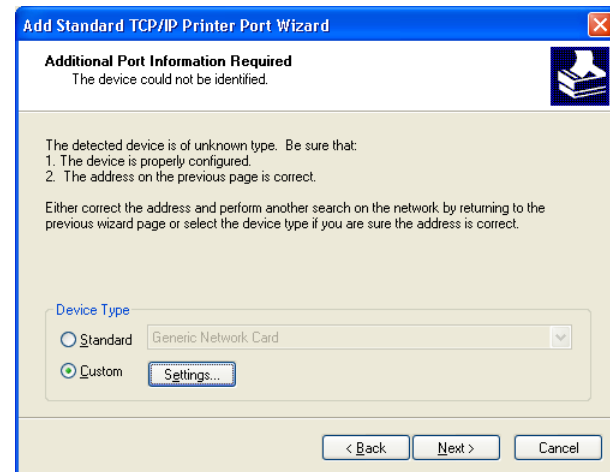 Add Standard TCP/IP Printer Port Wizard
Additional Port Information Required
The device could not be identified.
The detected device is of unknown type.  Be sure that:
1. The device is properly configured.
2.  The address on the previous page is correct.
Either correct the address and perform another search on the network by returning to the
previous wizard page or select the device type if you are sure the address is correct.
Device Type
Standard
Generic Network Card
Custom
Settings...
< Back
Next >
Cancel